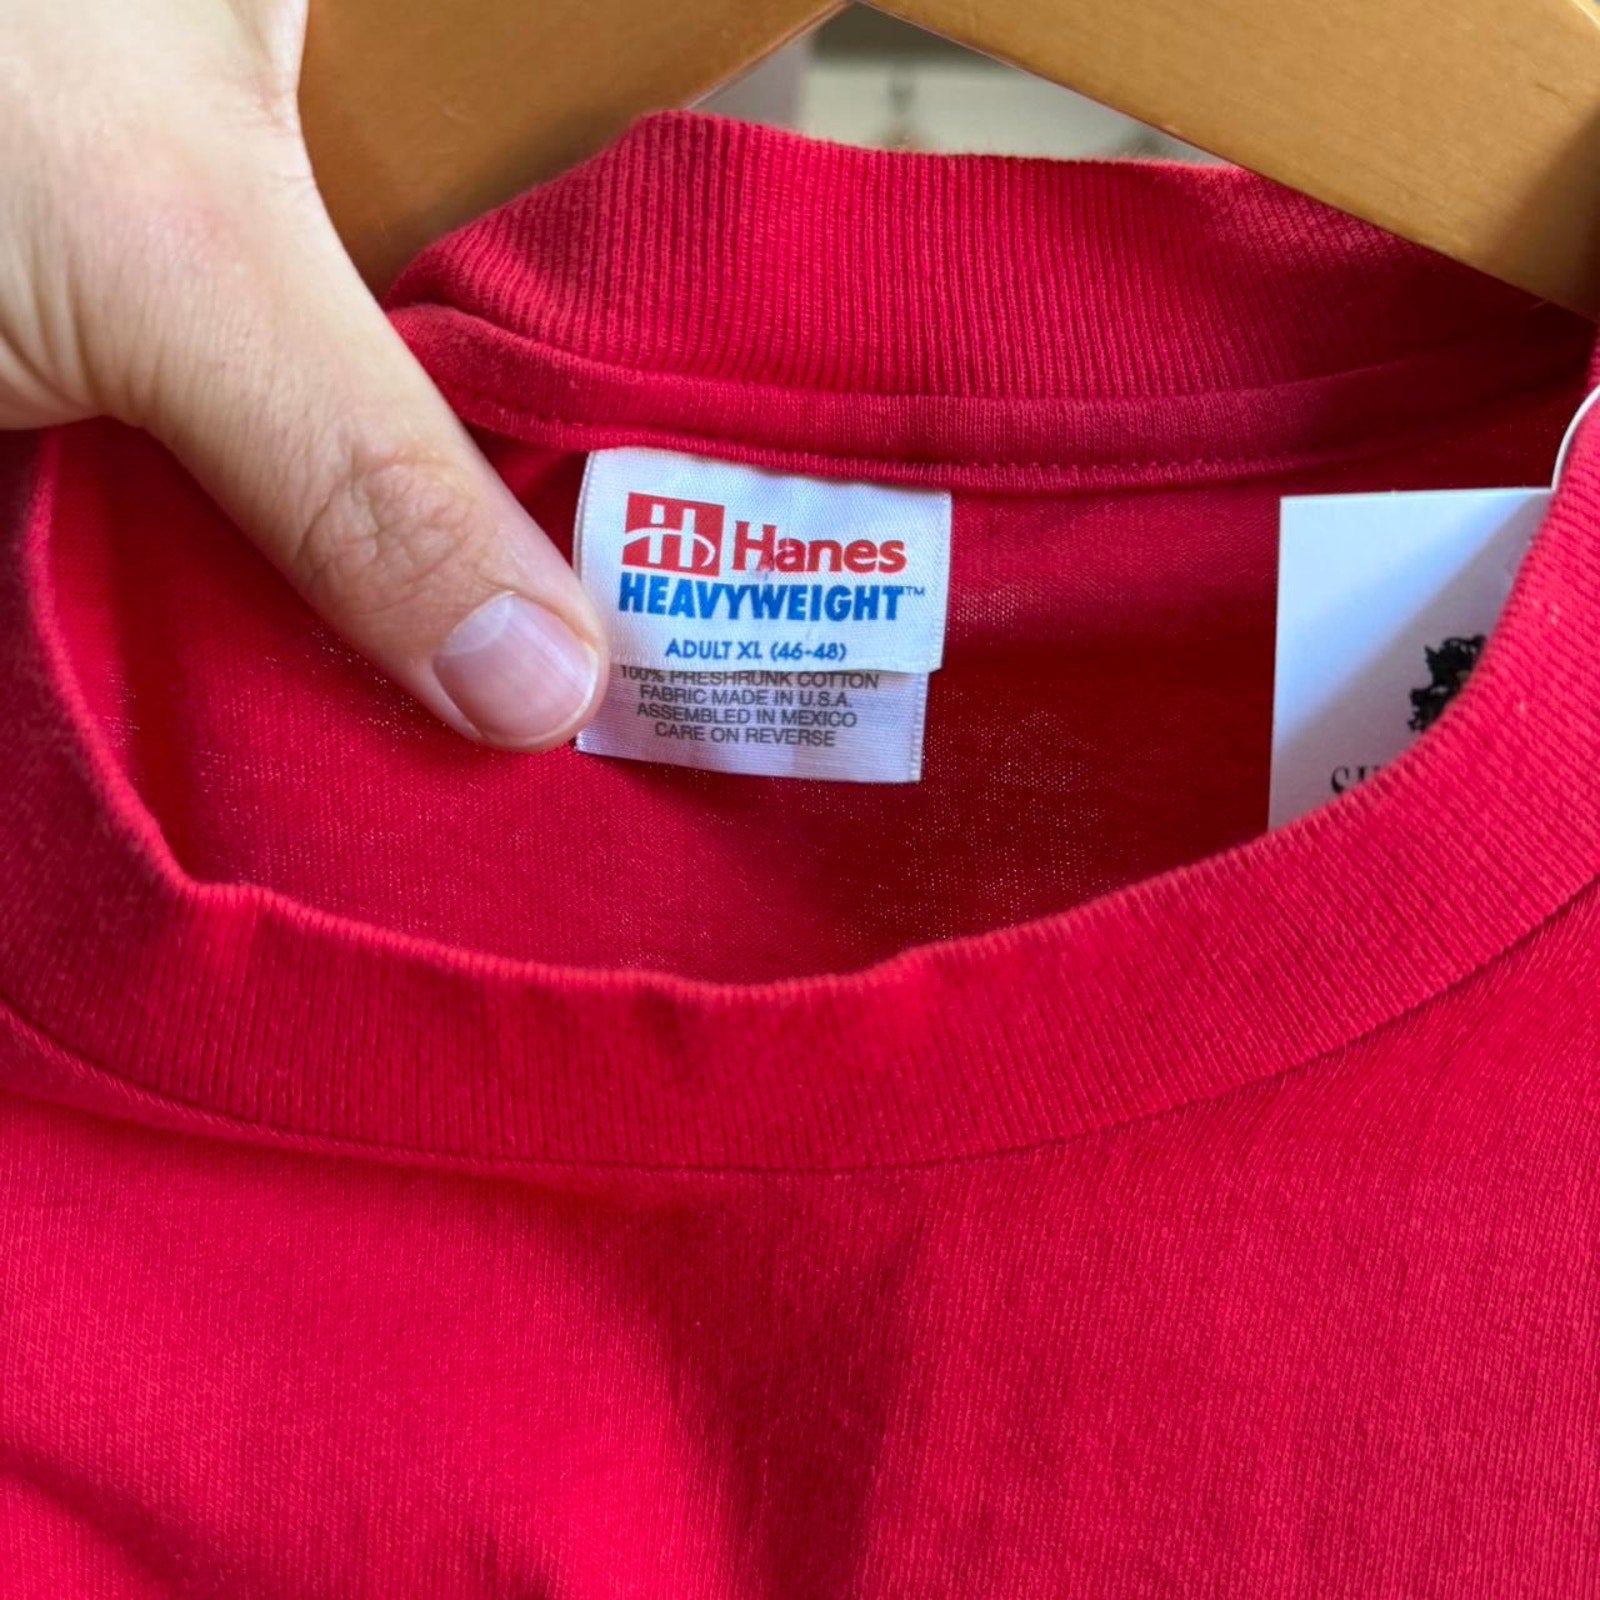 H Hanes
HEAVYWEIGHT™
ADULT XL (46-48)
100% PRESHRUNK COTTON
FABRIC MADE IN U.S.A.
ASSEMBLED IN MEXICO
CARE ON REVERSE